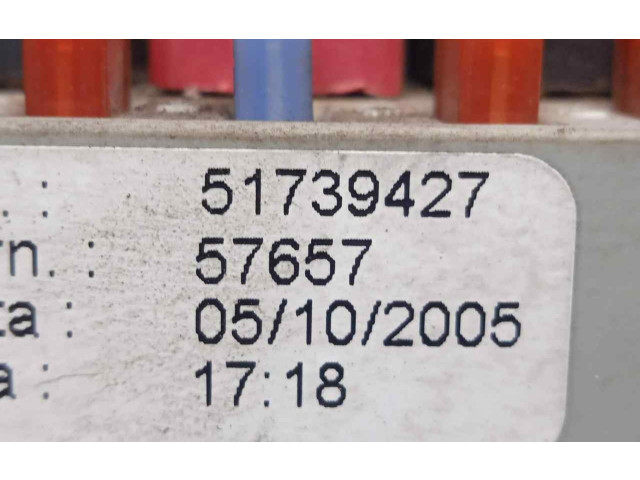 .: 51739427
rn.: 57657
ta: 05/10/2005
a: 17:18